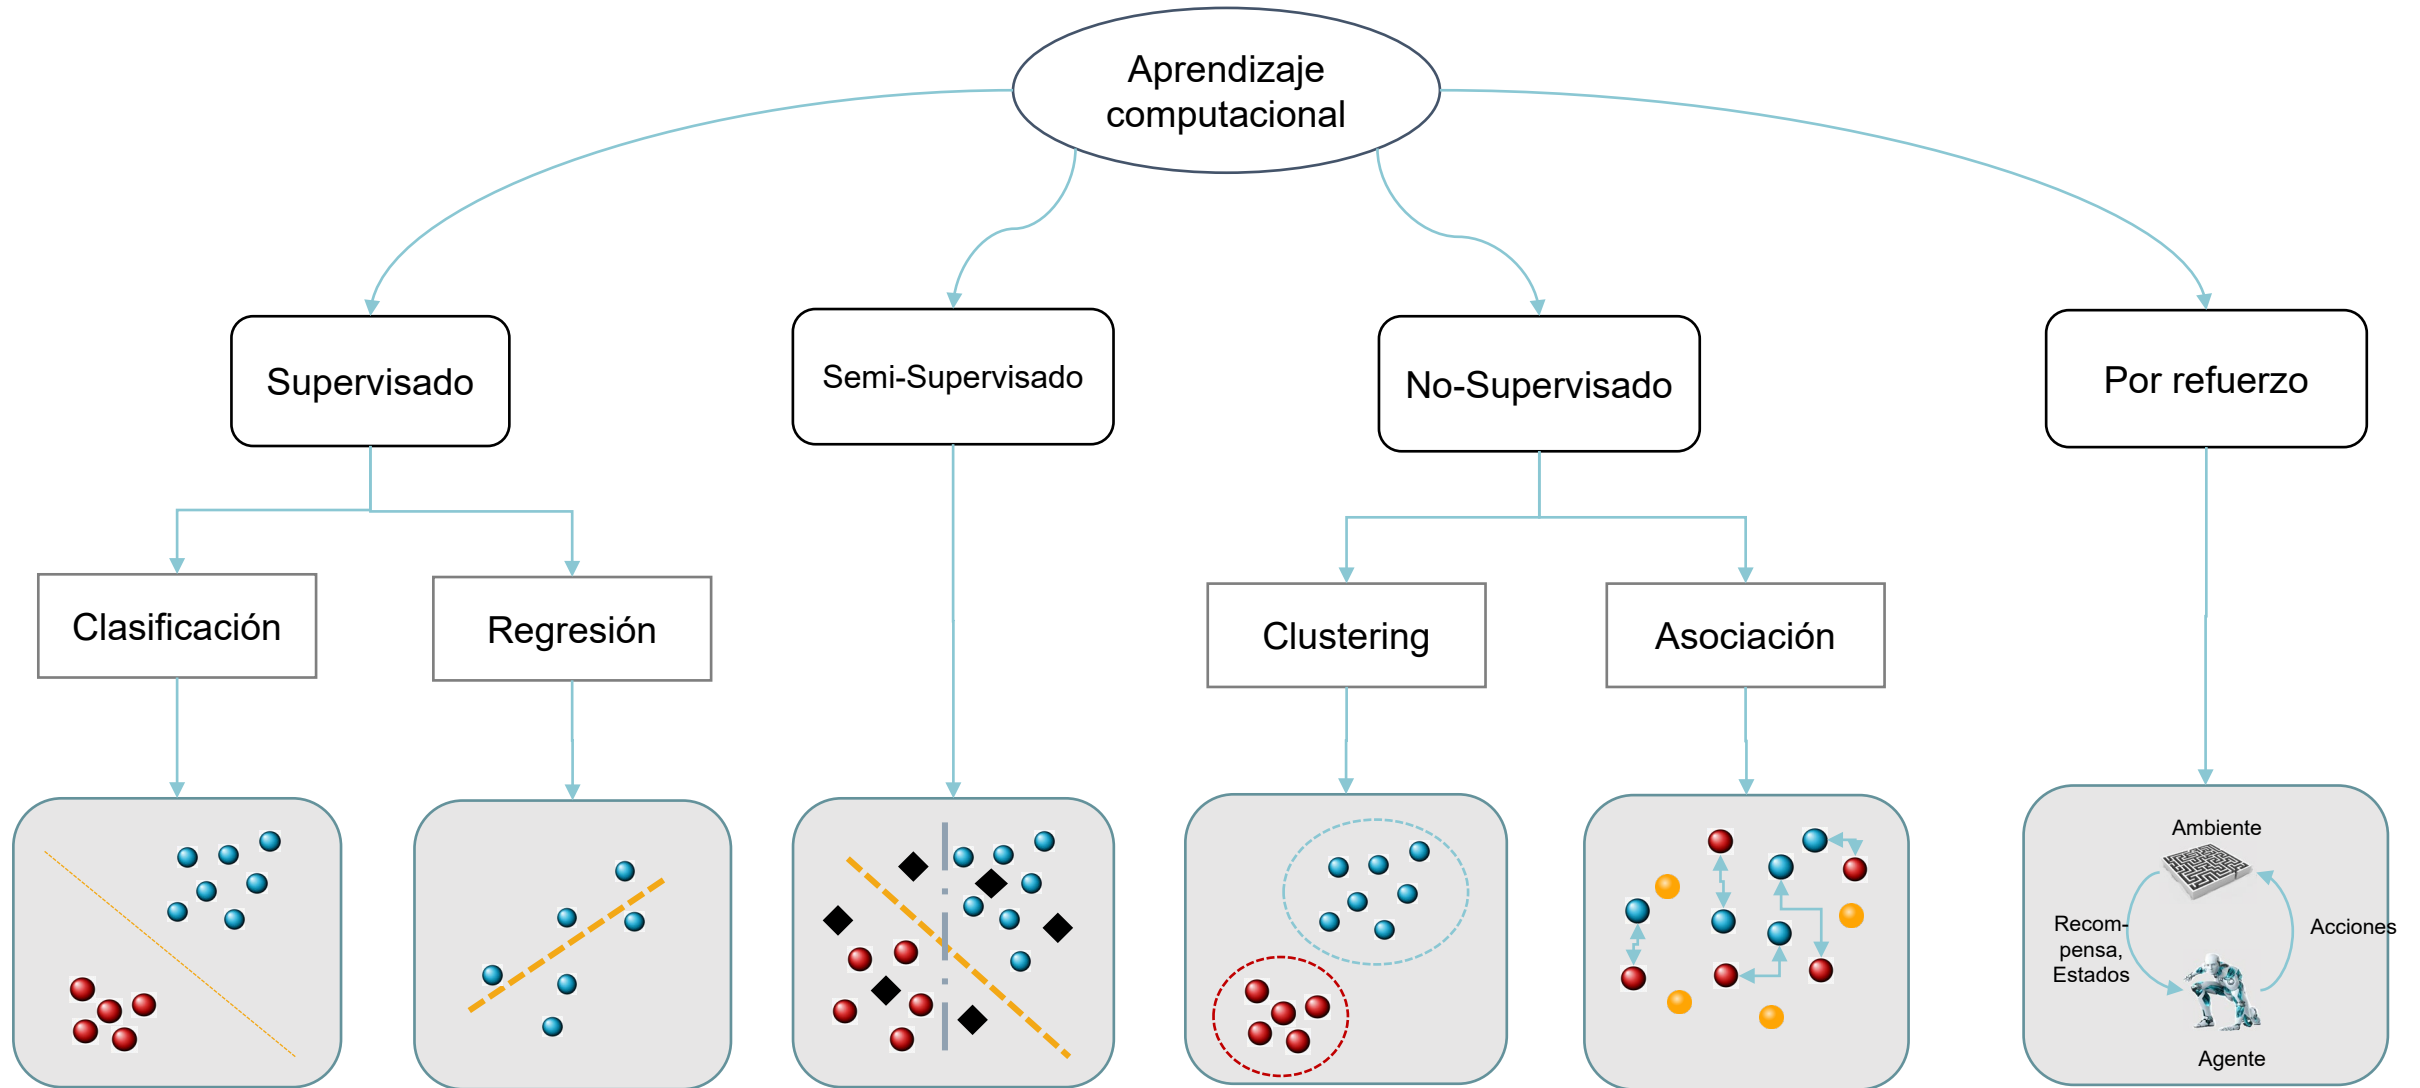 Aprendizaje
computacional
Supervisado
Semi-Supervisado
No-Supervisado
Por refuerzo
Clasificación
Regresión
Clustering
Asociación
Ambiente
Recom-
pensa,
Estados
Acciones
Agente